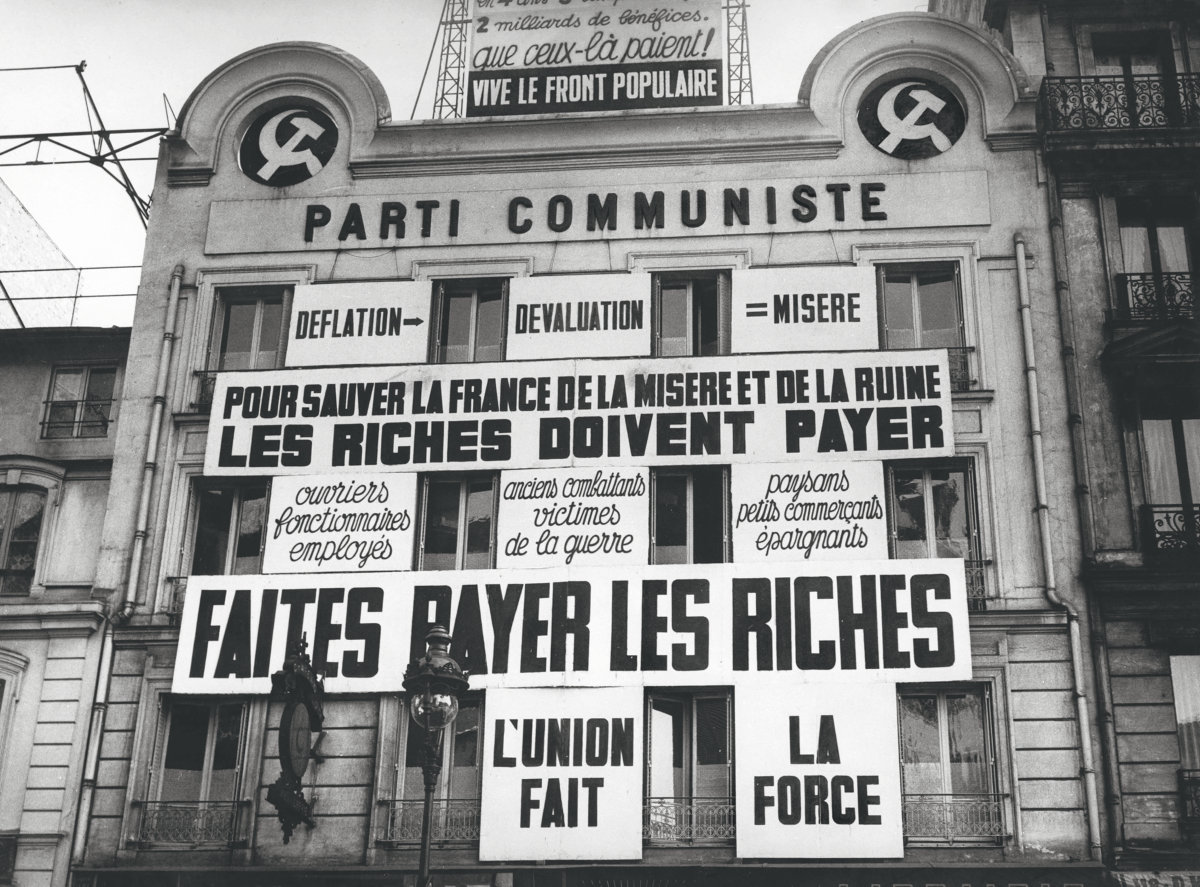 2 milliards de bénéfices.
que ceux-là paient!
VIVE LE FRONT POPULAIRE
PARTI COMMUNISTE
DEFLATION→
DEVALUATION
=MISERE
POUR SAUVER LA FRANCE DE LA MISERE ET DE LA RUINE
LES RICHES DOIVENT PAYER
ouvriers
fonctionnaires
employés
anciens combattants
victimes
de la guerre
paysans
petits commerçants
épargnants
FAITES PAYER LES RICHES
L'UNION
FAIT
LA
FORCE